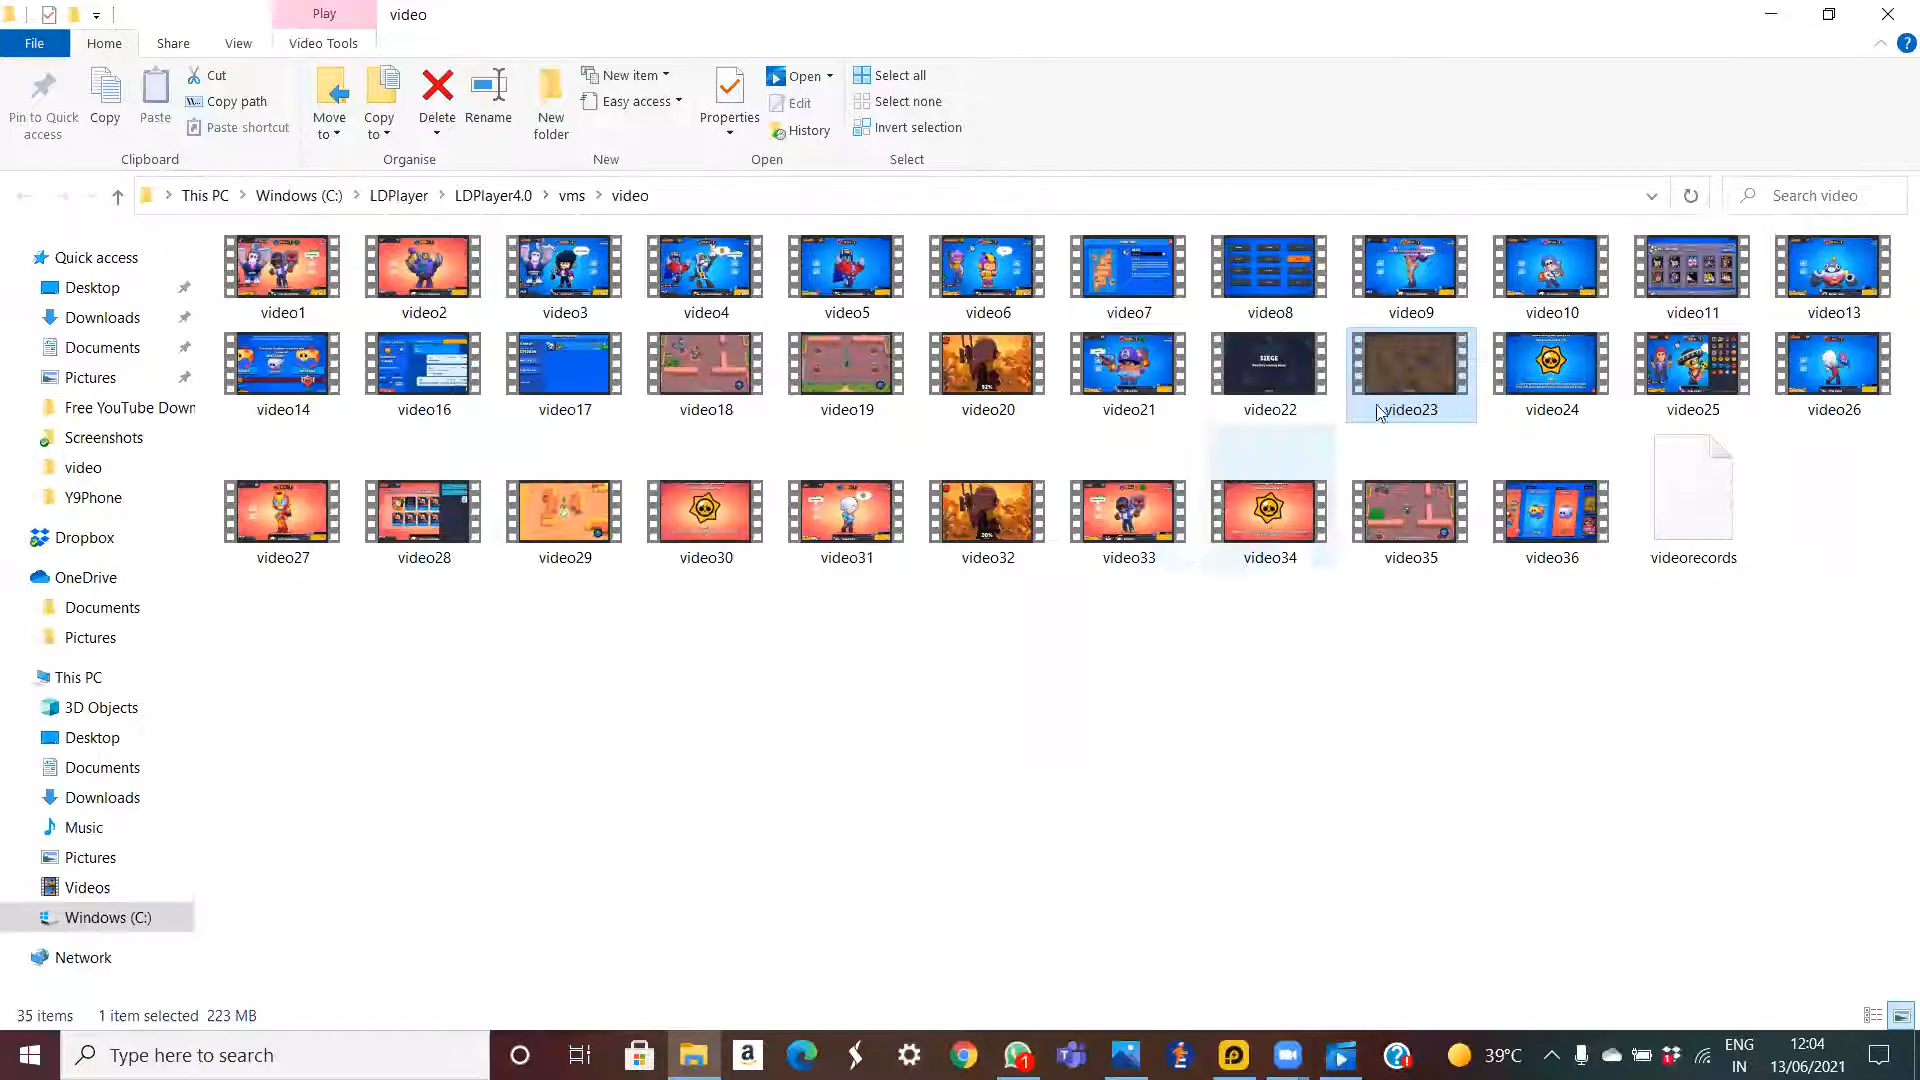 Play
video
File
Home
Share
View
Video Tools
Pin to Quick access
Copy
Paste
Cut
Copy path
Paste shortcut
Clipboard
Move to
Copy to
Delete
Rename
Organise
New folder
New item
Easy access
New
Properties
Open
Edit
History
Open
Select all
Select none
Invert selection
Select
This PC
Windows (C:)
LDPlayer
LDPlayer4.0
vms
video
Search video
Quick access
Desktop
Downloads
Documents
Pictures
Free YouTube Down
Screenshots
video
Y9Phone
Dropbox
OneDrive
Documents
Pictures
This PC
3D Objects
Desktop
Documents
Downloads
Music
Pictures
Videos
Windows (C:)
Network
video1
video2
video3
video4
video5
video6
video7
video8
video9
video10
video11
video13
92%
SIEGE
video14
video16
video17
video18
video19
video20
video21
video22
video23
video24
video25
video26
20%
video27
video28
video29
video30
video31
video32
video33
video34
video35
video36
videorecords
35 items
1 item selected 223 MB
Type here to search
a
1
39°C
ENG
IN
12:04
13/06/2021